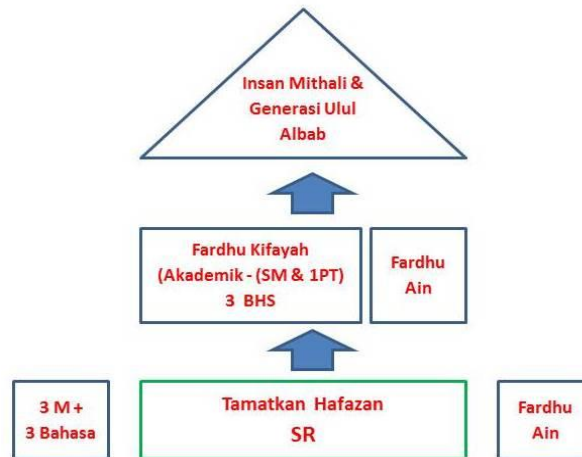 Insan Mithali &
Generasi Ulul
Albab
Fardhu Kifayah
(Akademik - (SM & 1PT)
3 BHS
Fardhu
Ain
3 M +
3 Bahasa
Tamatkan Hafazan
SR
Fardhu
Ain